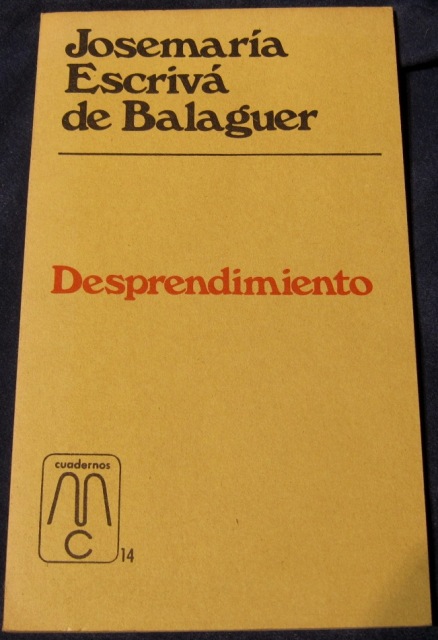 Josemaría
Escrivá
de Balaguer
Desprendimiento
cuadernos
MC
14